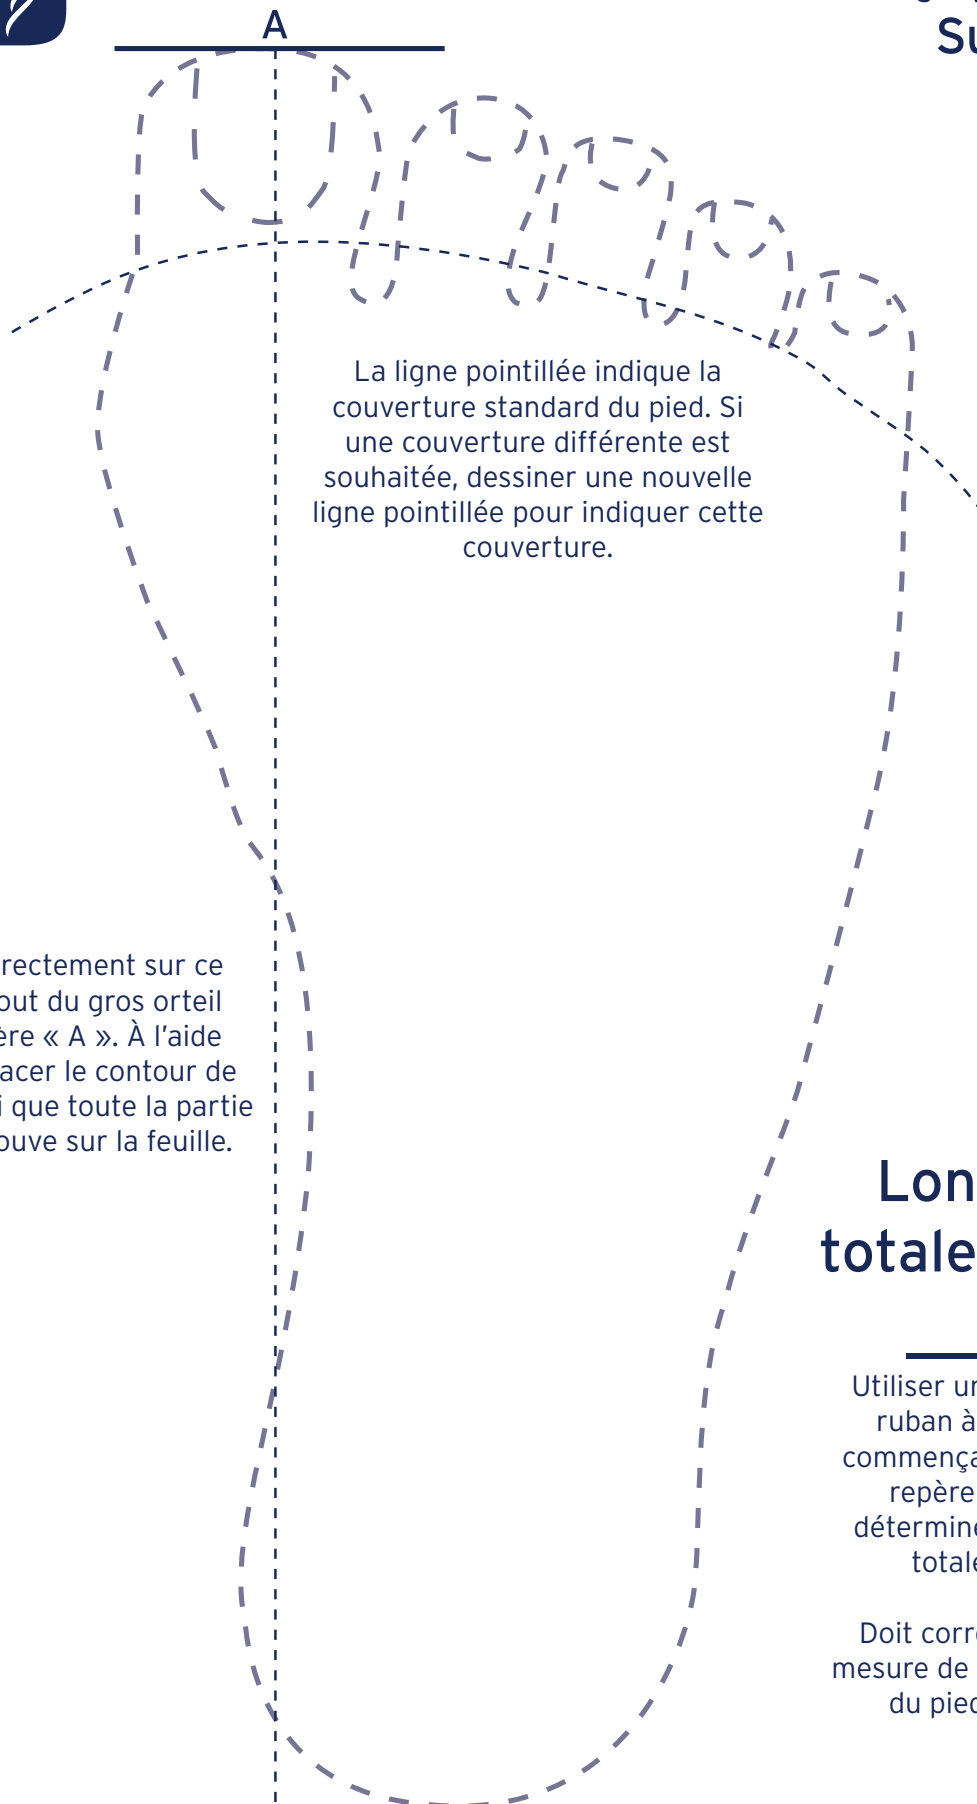 A
Su
La ligne pointillée indique la
couverture standard du pied. Si
une couverture différente est
souhaitée, dessiner une nouvelle
ligne pointillée pour indiquer cette
couverture.
rectement sur ce
out du gros orteil
ère « A ». À l’aide
acer le contour de
i que toute la partie
ouve sur la feuille.
Lon
totale
Utiliser un
ruban à
commença
repère
détermine
totale
Doit corre
mesure de
du pied